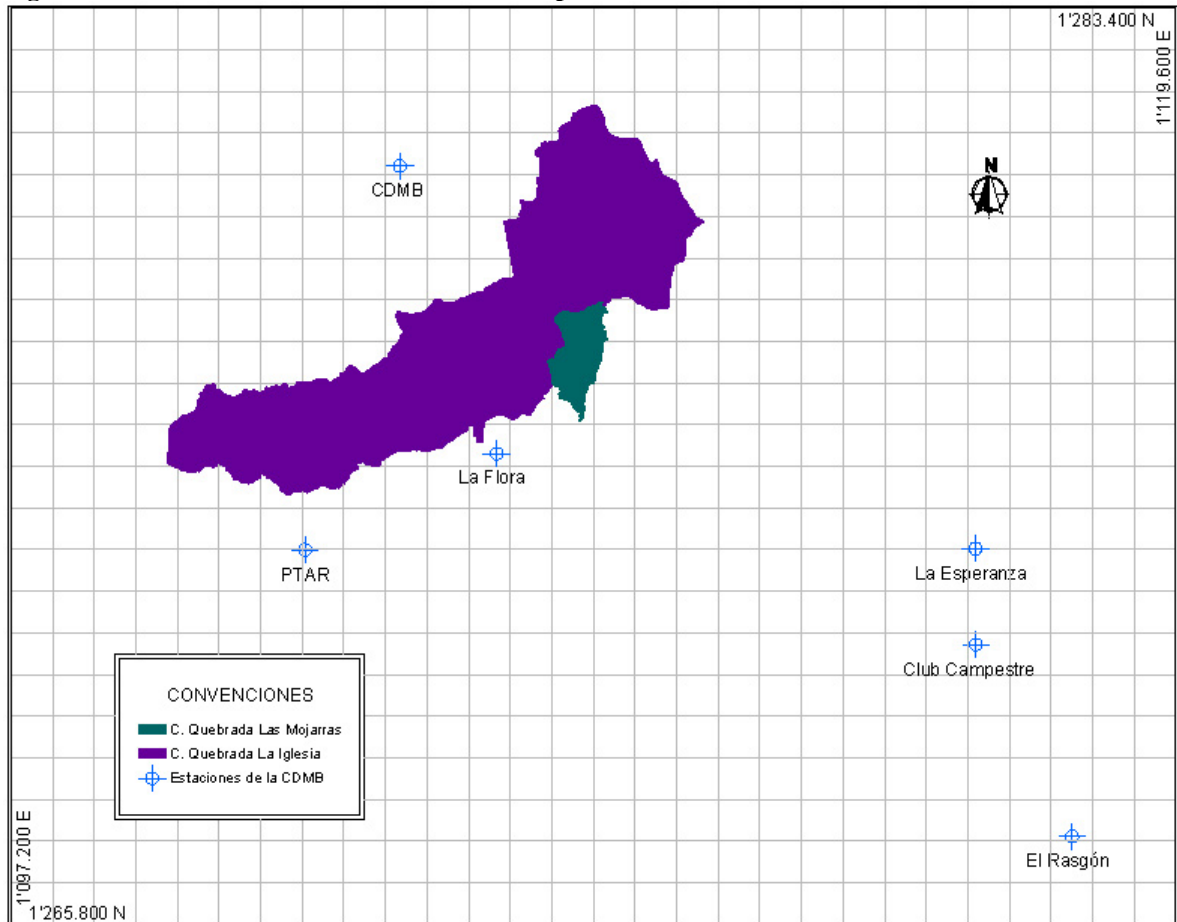 1'283.400 N
1'119.600 E
N
CDMB
La Flora
PTAR
La Esperanza
Club Campestre
CONVENCIONES
C. Quebrada Las Mojarras
C. Quebrada La Iglesia
Estaciones de la CDMB
El Rasgón
1'097.200 E
1'265.800 N